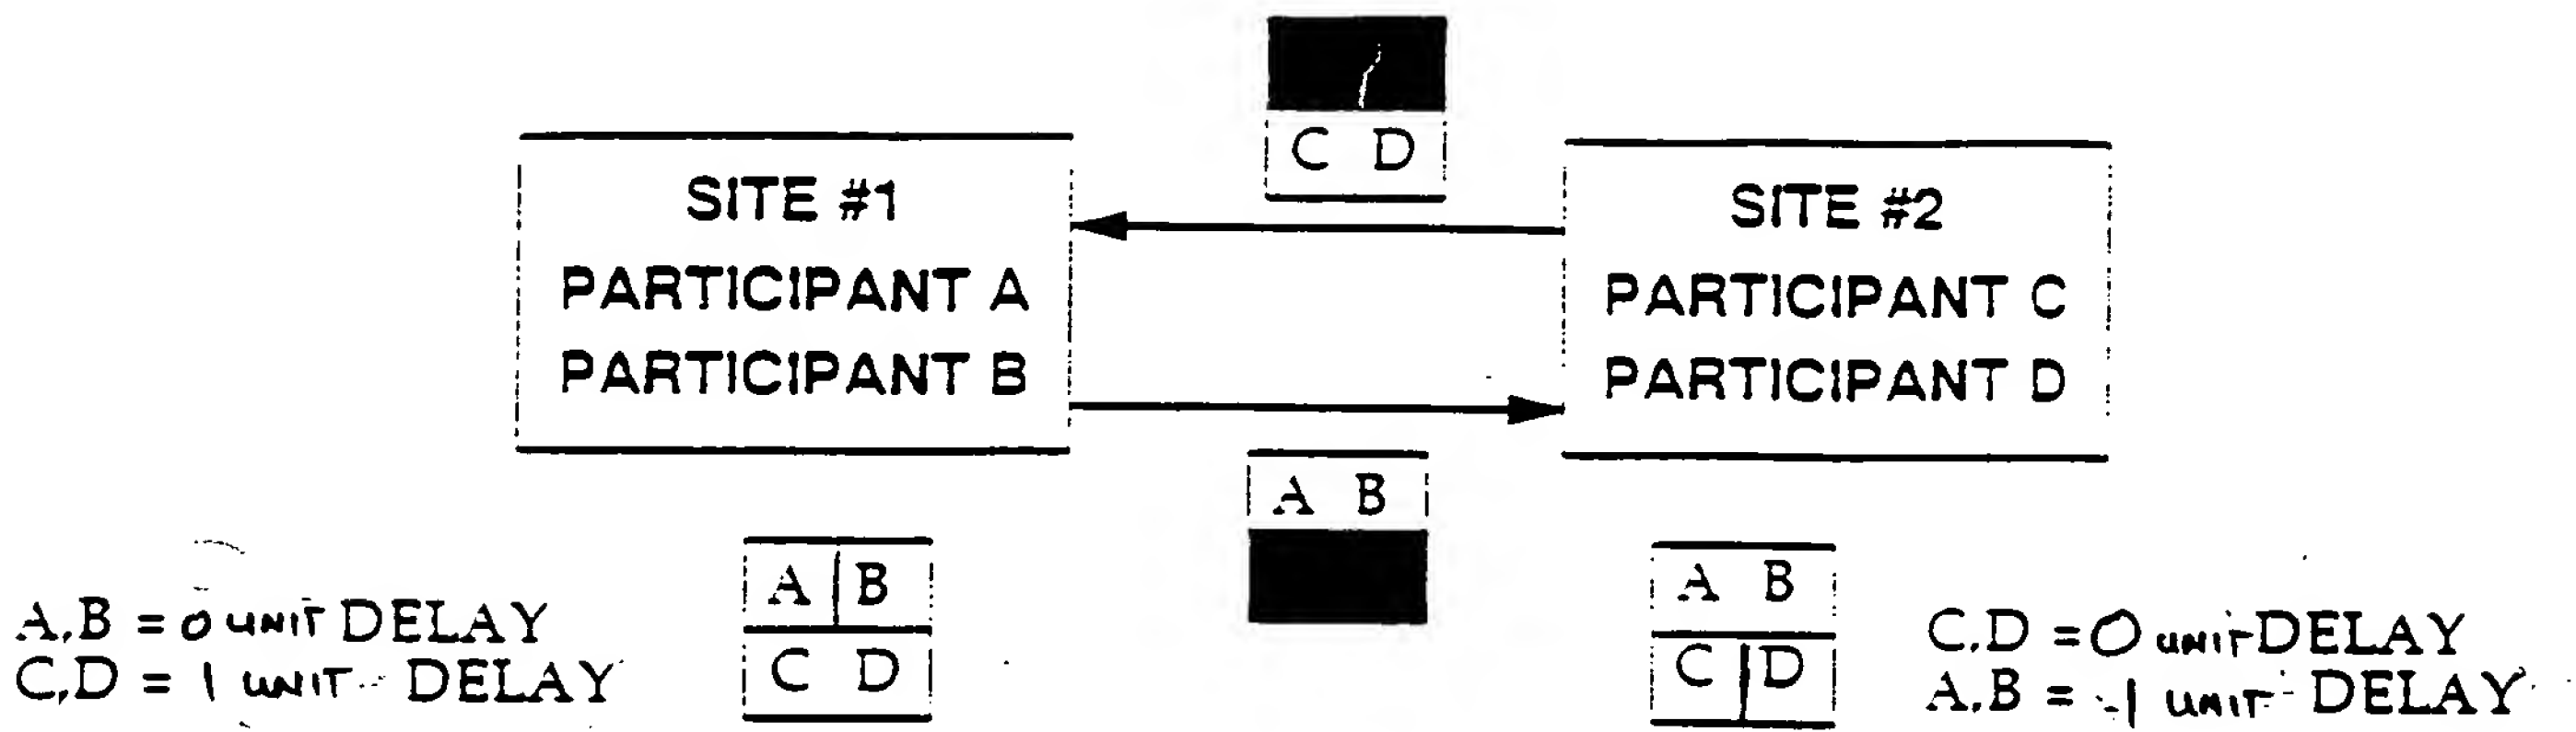 C D
SITE #1
PARTICIPANT A
PARTICIPANT B
SITE #2
PARTICIPANT C
PARTICIPANT D
A B
A B
C D
A B
C D
A,B = 0 UNIT DELAY
C,D = 1 UNIT DELAY
C,D = 0 UNIT DELAY
A,B = 1 UNIT DELAY